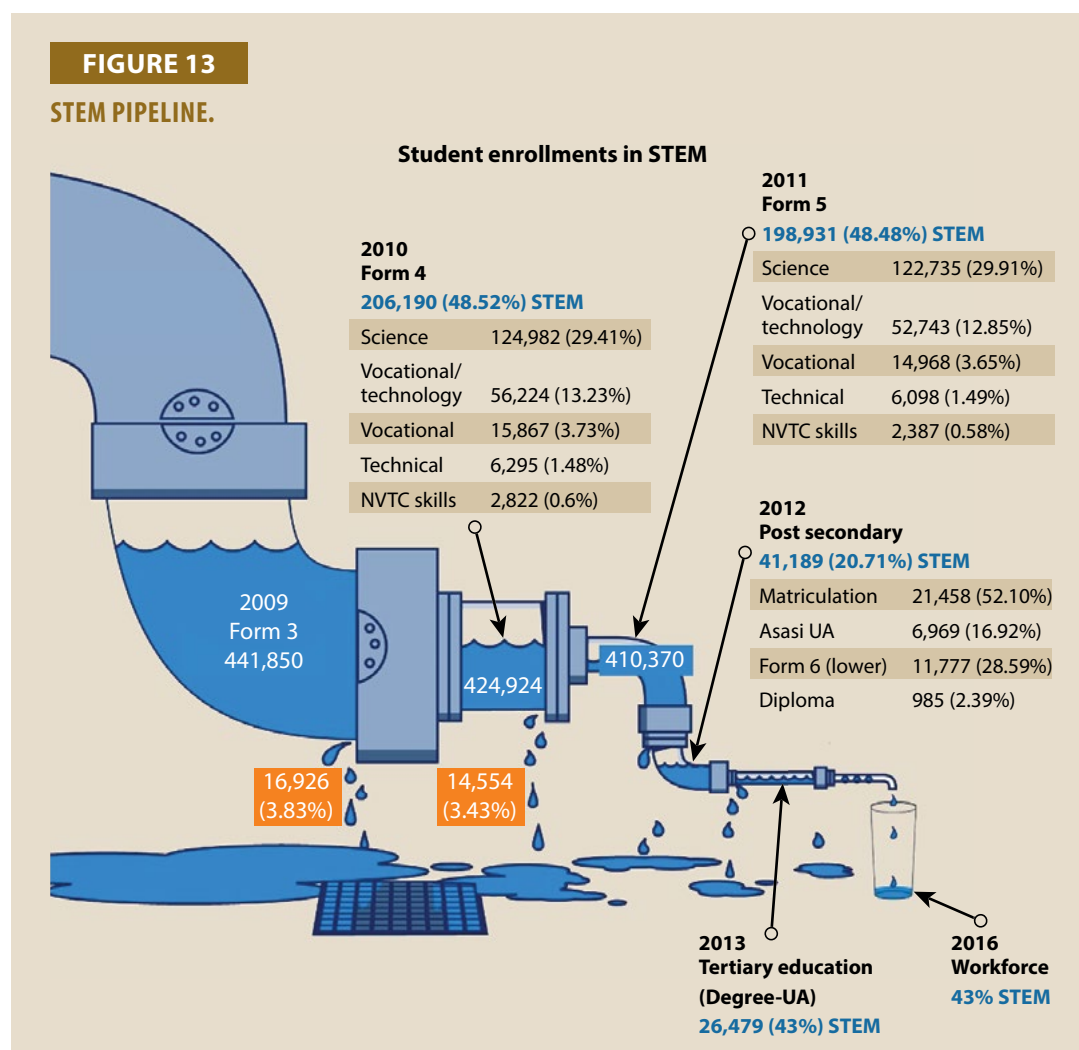 FIGURE 13
STEM PIPELINE.
Student enrollments in STEM
2010
Form 4
206,190 (48.52%) STEM
Science 124,982 (29.41%)
Vocational/
technology 56,224 (13.23%)
Vocational 15,867 (3.73%)
Technical 6,295 (1.48%)
NVTC skills 2,822 (0.6%)
2011
Form 5
198,931 (48.48%) STEM
Science 122,735 (29.91%)
Vocational/
technology 52,743 (12.85%)
Vocational 14,968 (3.65%)
Technical 6,098 (1.49%)
NVTC skills 2,387 (0.58%)
2012
Post secondary
41,189 (20.71%) STEM
Matriculation 21,458 (52.10%)
Asasi UA 6,969 (16.92%)
Form 6 (lower) 11,777 (28.59%)
Diploma 985 (2.39%)
2009
Form 3
441,850
424,924
410,370
16,926
(3.83%)
14,554
(3.43%)
2013
Tertiary education
(Degree-UA)
26,479 (43%) STEM
2016
Workforce
43% STEM